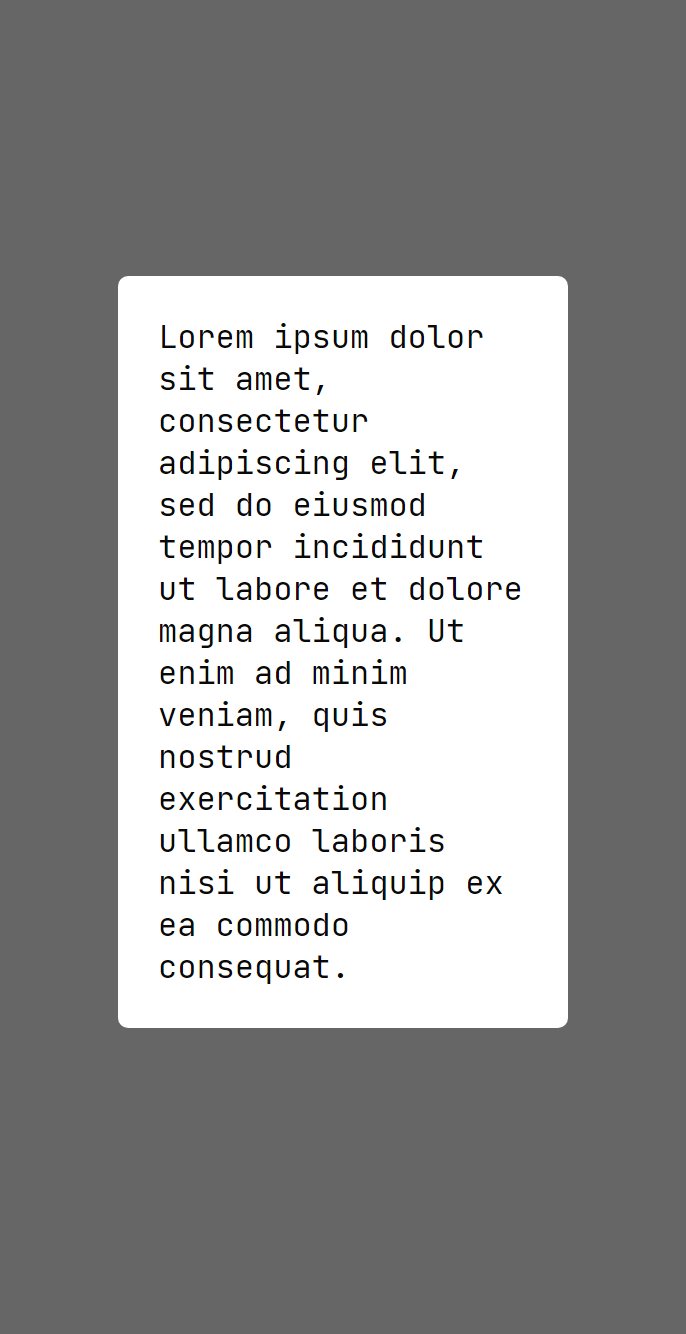 Lorem ipsum dolor
sit amet,
consectetur
adipiscing elit,
sed do eiusmod
tempor incididunt
ut labore et dolore
magna aliqua. Ut
enim ad minim
veniam, quis
nostrud
exercitation
ullamco laboris
nisi ut aliquip ex
ea commodo
consequat.